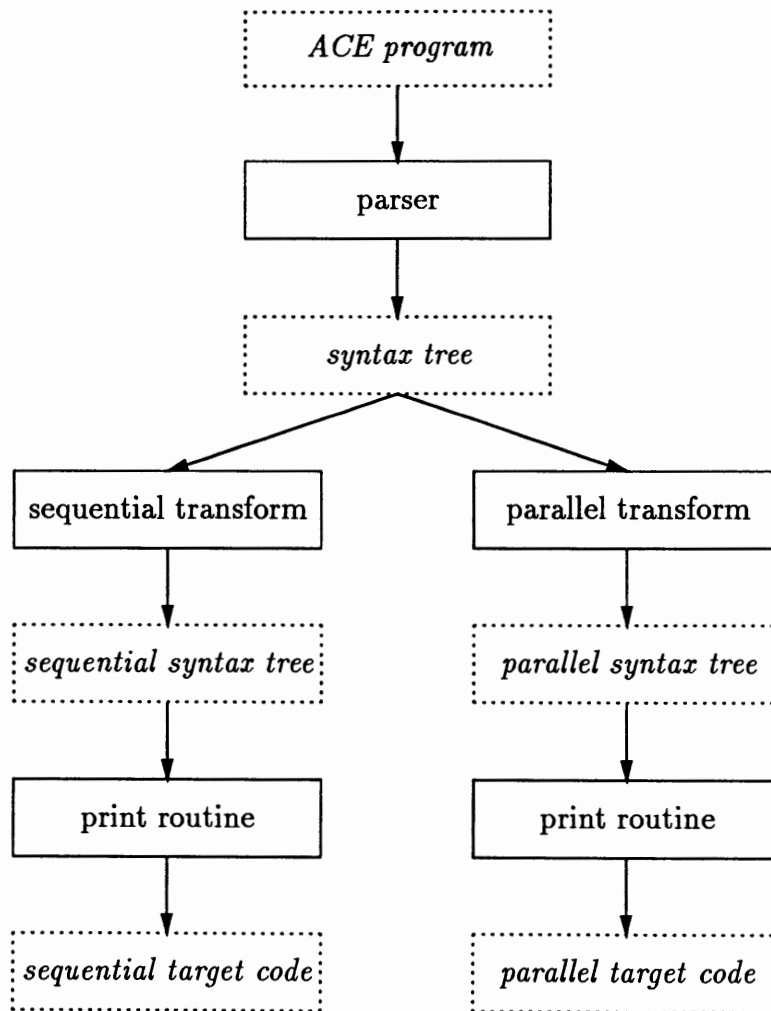 ACE program
parser
syntax tree
sequential transform
parallel transform
sequential syntax tree
parallel syntax tree
print routine
print routine
sequential target code
parallel target code